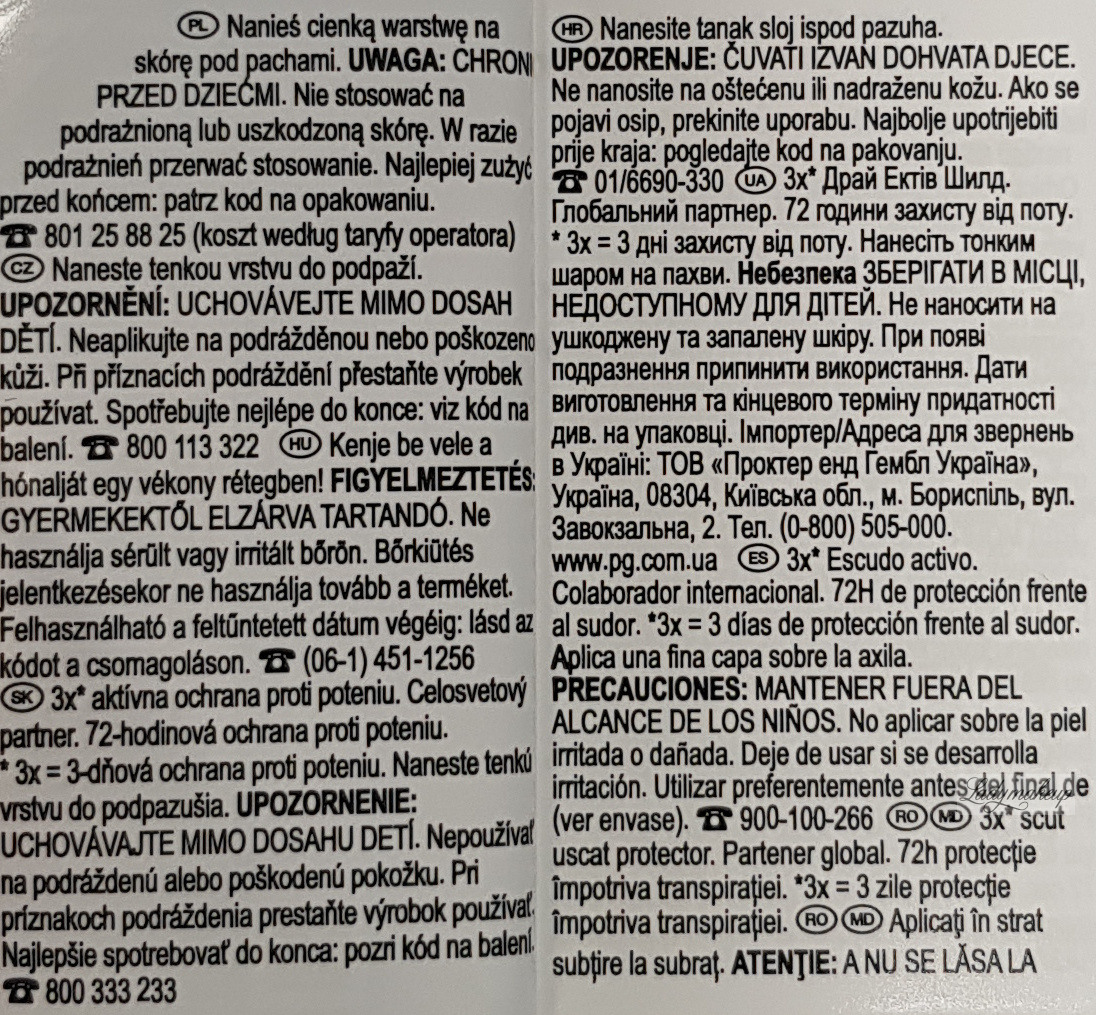 PL Nanieś cienką warstwę na
skórę pod pachami. UWAGA: CHRONI
PRZED DZIEĆMI. Nie stosować na
podrażnioną lub uszkodzoną skórę. W razie
podrażnień przerwać stosowanie. Najlepiej zużyć
przed końcem: patrz kod na opakowaniu.
☎ 801 25 88 25 (koszt według taryfy operatora)
CZ Naneste tenkou vrstvu do podpaží.
UPOZORNĚNÍ: UCHOVÁVEJTE MIMO DOSAH
DĚTÍ. Neaplikujte na podrážděnou nebo poškozeno
kůži. Při příznacích podráždění přestaňte výrobek
používat. Spotřebujte nejlépe do konce: viz kód na
balení. ☎ 800 113 322 HU Kenje be vele a
hónalját egy vékony rétegben! FIGYELMEZTETÉS:
GYERMEKEKTŐL ELZÁRVA TARTANDÓ. Ne
használja sérült vagy irritált bőrön. Bőrkiütés
jelentkezésekor ne használja tovább a terméket.
Felhasználható a feltűntetett dátum végéig: lásd az
kódot a csomagoláson. ☎ (06-1) 451-1256
SK 3x* aktívna ochrana proti poteniu. Celosvetový
partner. 72-hodinová ochrana proti poteniu.
* 3x = 3-dňová ochrana proti poteniu. Naneste tenkú
vrstvu do podpazušia. UPOZORNENIE:
UCHOVÁVAJTE MIMO DOSAHU DETÍ. Nepoužívať
na podráždenú alebo poškodenú pokožku. Pri
príznakoch podráždenia prestaňte výrobok používať.
Najlepšie spotrebovať do konca: pozri kód na balení.
☎ 800 333 233
HR Nanesite tanak sloj ispod pazuha.
UPOZORENJE: ČUVATI IZVAN DOHVATA DJECE.
Ne nanosite na oštećenu ili nadraženu kožu. Ako se
pojavi osip, prekinite uporabu. Najbolje upotrijebiti
prije kraja: pogledajte kod na pakovanju.
☎ 01/6690-330 UA 3x* Драй Ектів Шилд.
Глобальний партнер. 72 години захисту від поту.
* 3x = 3 дні захисту від поту. Нанесіть тонким
шаром на пахви. Небезпека ЗБЕРІГАТИ В МІСЦІ,
НЕДОСТУПНОМУ ДЛЯ ДІТЕЙ. Не наносити на
ушкоджену та запалену шкіру. При появі
подразнення припинити використання. Дати
виготовлення та кінцевого терміну придатності
див. на упаковці. Імпортер/Адреса для звернень
в Україні: ТОВ «Проктер енд Гембл Україна»,
Україна, 08304, Київська обл., м. Бориспіль, вул.
Завокзальна, 2. Тел. (0-800) 505-000.
www.pg.com.ua ES 3x* Escudo activo.
Colaborador internacional. 72H de protección frente
al sudor. *3x = 3 días de protección frente al sudor.
Aplica una fina capa sobre la axila.
PRECAUCIONES: MANTENER FUERA DEL
ALCANCE DE LOS NIÑOS. No aplicar sobre la piel
irritada o dañada. Deje de usar si se desarrolla
irritación. Utilizar preferentemente antes del final de
(ver envase). ☎ 900-100-266 RO MD 3x* scut
uscat protector. Partener global. 72h protecţie
împotriva transpiraţiei. *3x = 3 zile protecţie
împotriva transpiraţiei. RO MD Aplicaţi în strat
subţire la subraţ. ATENŢIE: A NU SE LĂSA LA
Ladymakeup